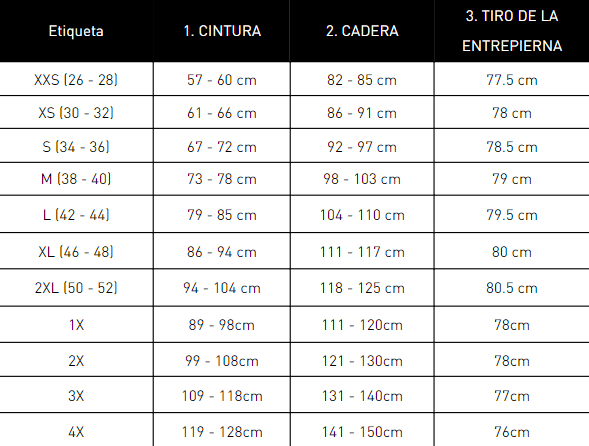 Etiqueta 1. CINTURA 2. CADERA 3. TIRO DE LA ENTREPIERNA
XXS (26 - 28) 57 - 60 cm 82 - 85 cm 77.5 cm
XS (30 - 32) 61 - 66 cm 86 - 91 cm 78 cm
S (34 - 36) 67 - 72 cm 92 - 97 cm 78.5 cm
M (38 - 40) 73 - 78 cm 98 - 103 cm 79 cm
L (42 - 44) 79 - 85 cm 104 - 110 cm 79.5 cm
XL (46 - 48) 86 - 94 cm 111 - 117 cm 80 cm
2XL (50 - 52) 94 - 104 cm 118 - 125 cm 80.5 cm
1X 89 - 98cm 111 - 120cm 78cm
2X 99 - 108cm 121 - 130cm 78cm
3X 109 - 118cm 131 - 140cm 77cm
4X 119 - 128cm 141 - 150cm 76cm